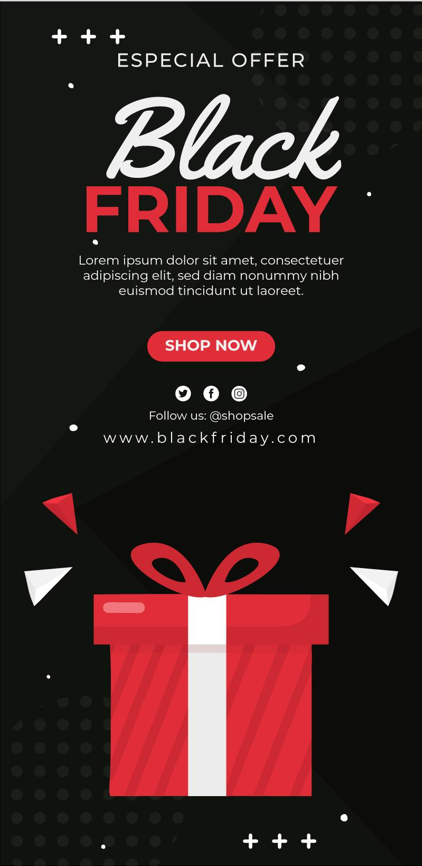 ESPECIAL OFFER
Black
FRIDAY
Lorem ipsum dolor sit amet, consectetuer
adipiscing elit, sed diam nonummy nibh
euismod tincidunt ut laoreet.
SHOP NOW
Follow us: @shopsale
www.blackfriday.com